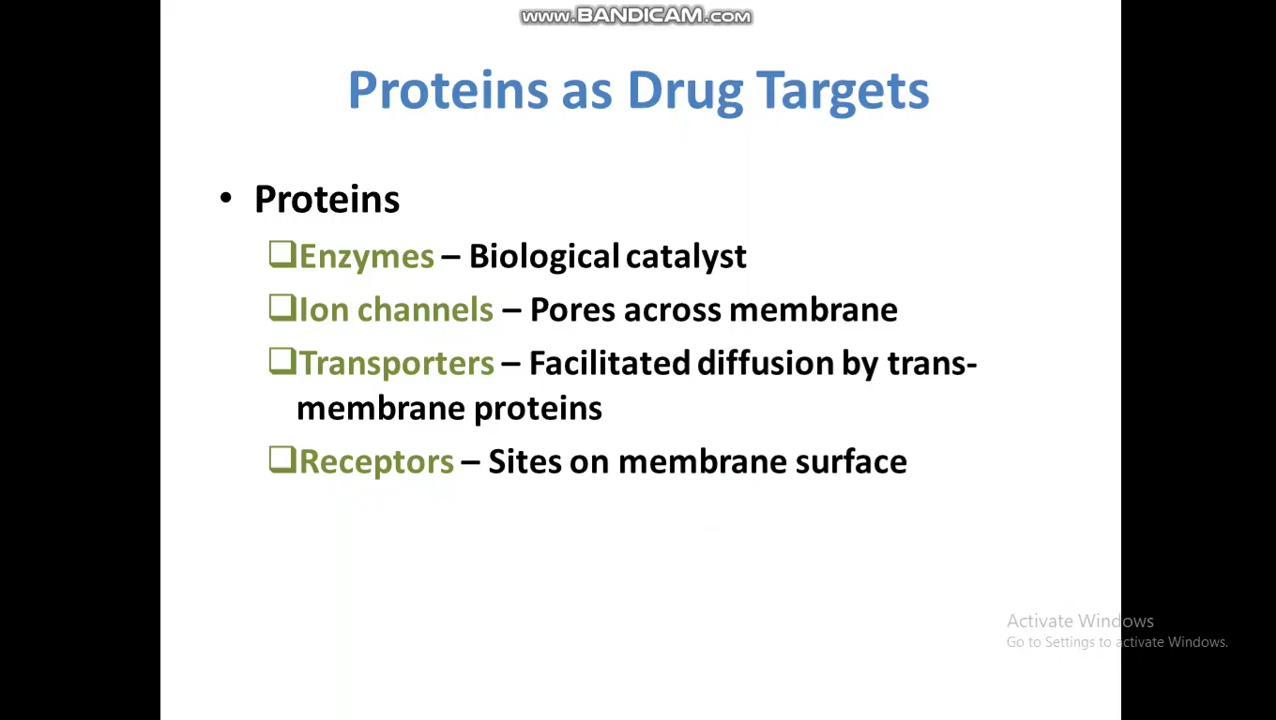 www.BANDICAM.com
Proteins as Drug Targets
• Proteins
❑Enzymes – Biological catalyst
❑Ion channels – Pores across membrane
❑Transporters – Facilitated diffusion by trans-
membrane proteins
❑Receptors – Sites on membrane surface
Activate Windows
Go to Settings to activate Windows.